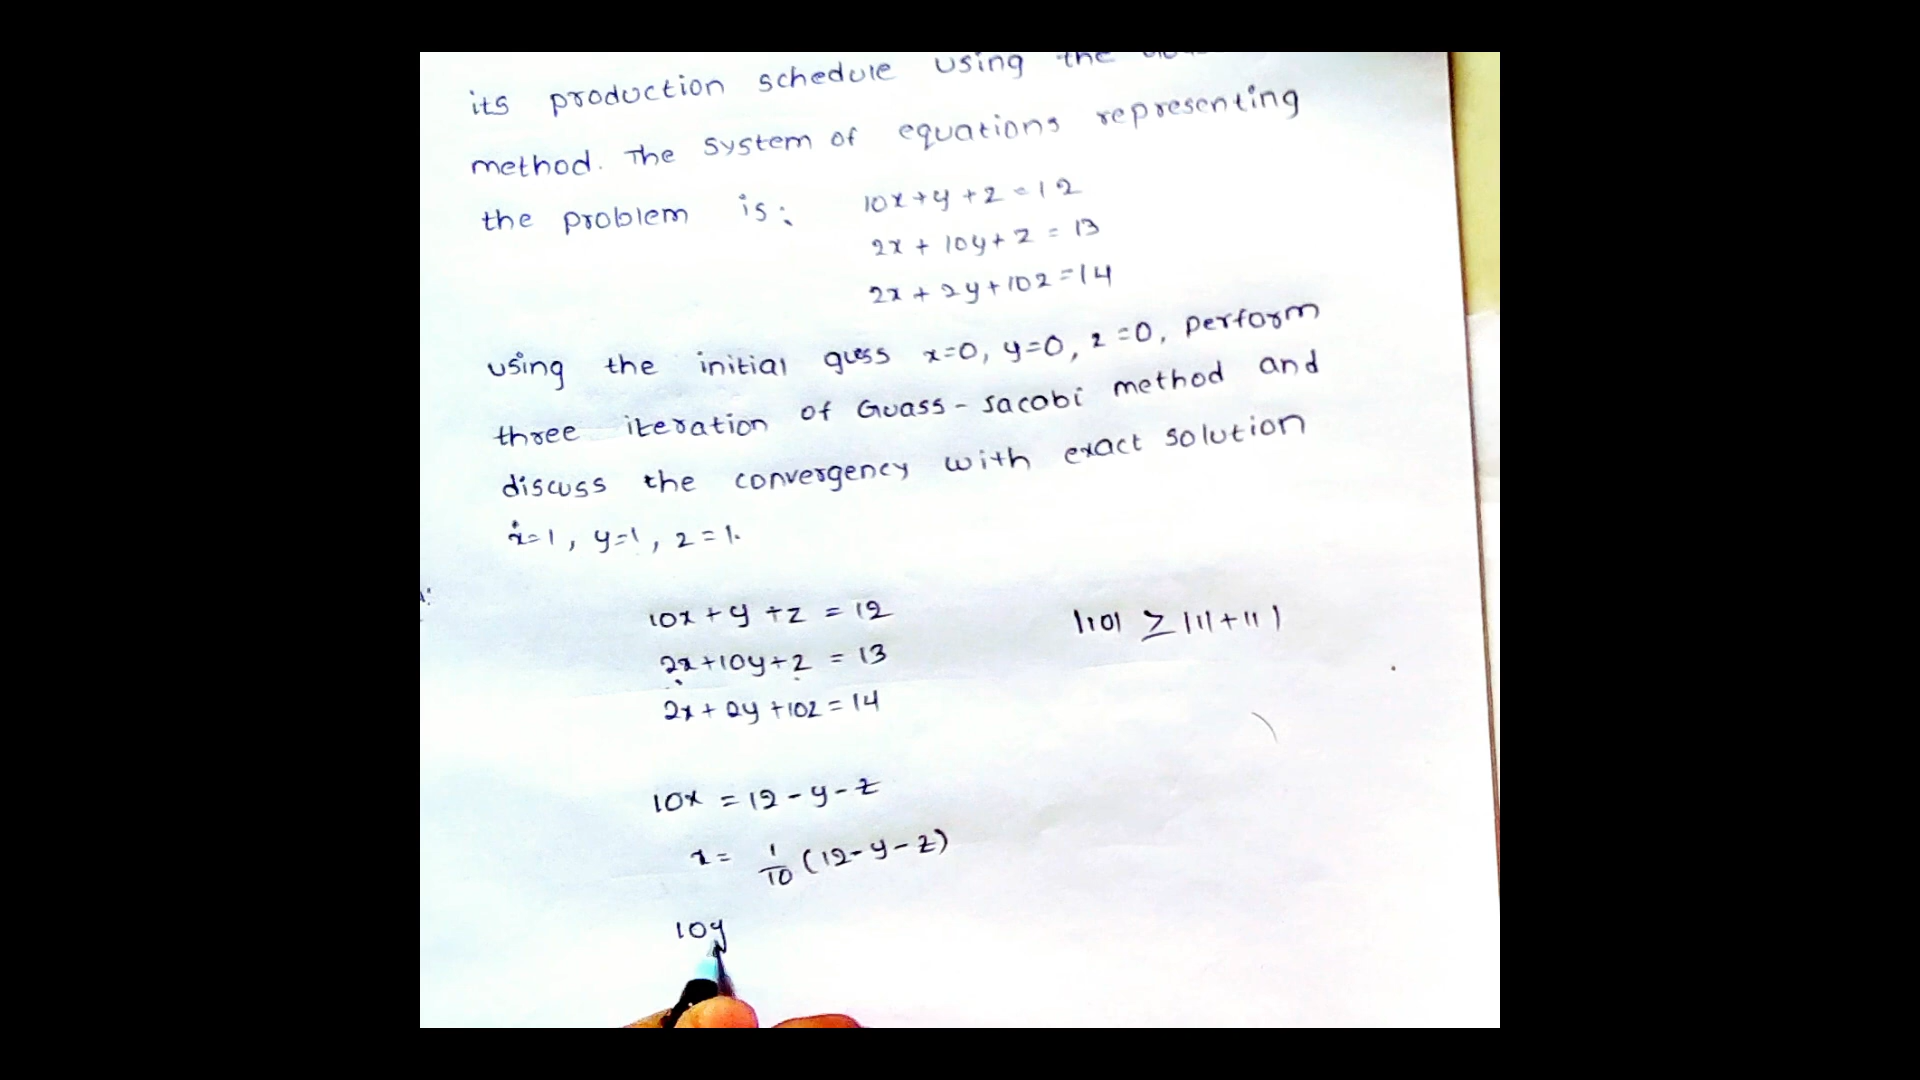 its production schedule using the
method. The system of equations representing
the problem is: 10x+y+z=12
2x+10y+z=13
2x+2y+10z=14
using the initial guess x=0, y=0, z=0, perform
three iteration of Guass-Jacobi method and
discuss the convergency with exact solution
x=1, y=1, z=1.
10x+y+z=12 |10| ≥ |1|+|1|
2x+10y+z=13
2x+2y+10z=14
10x=12-y-z
x= 1/10 (12-y-z)
10y